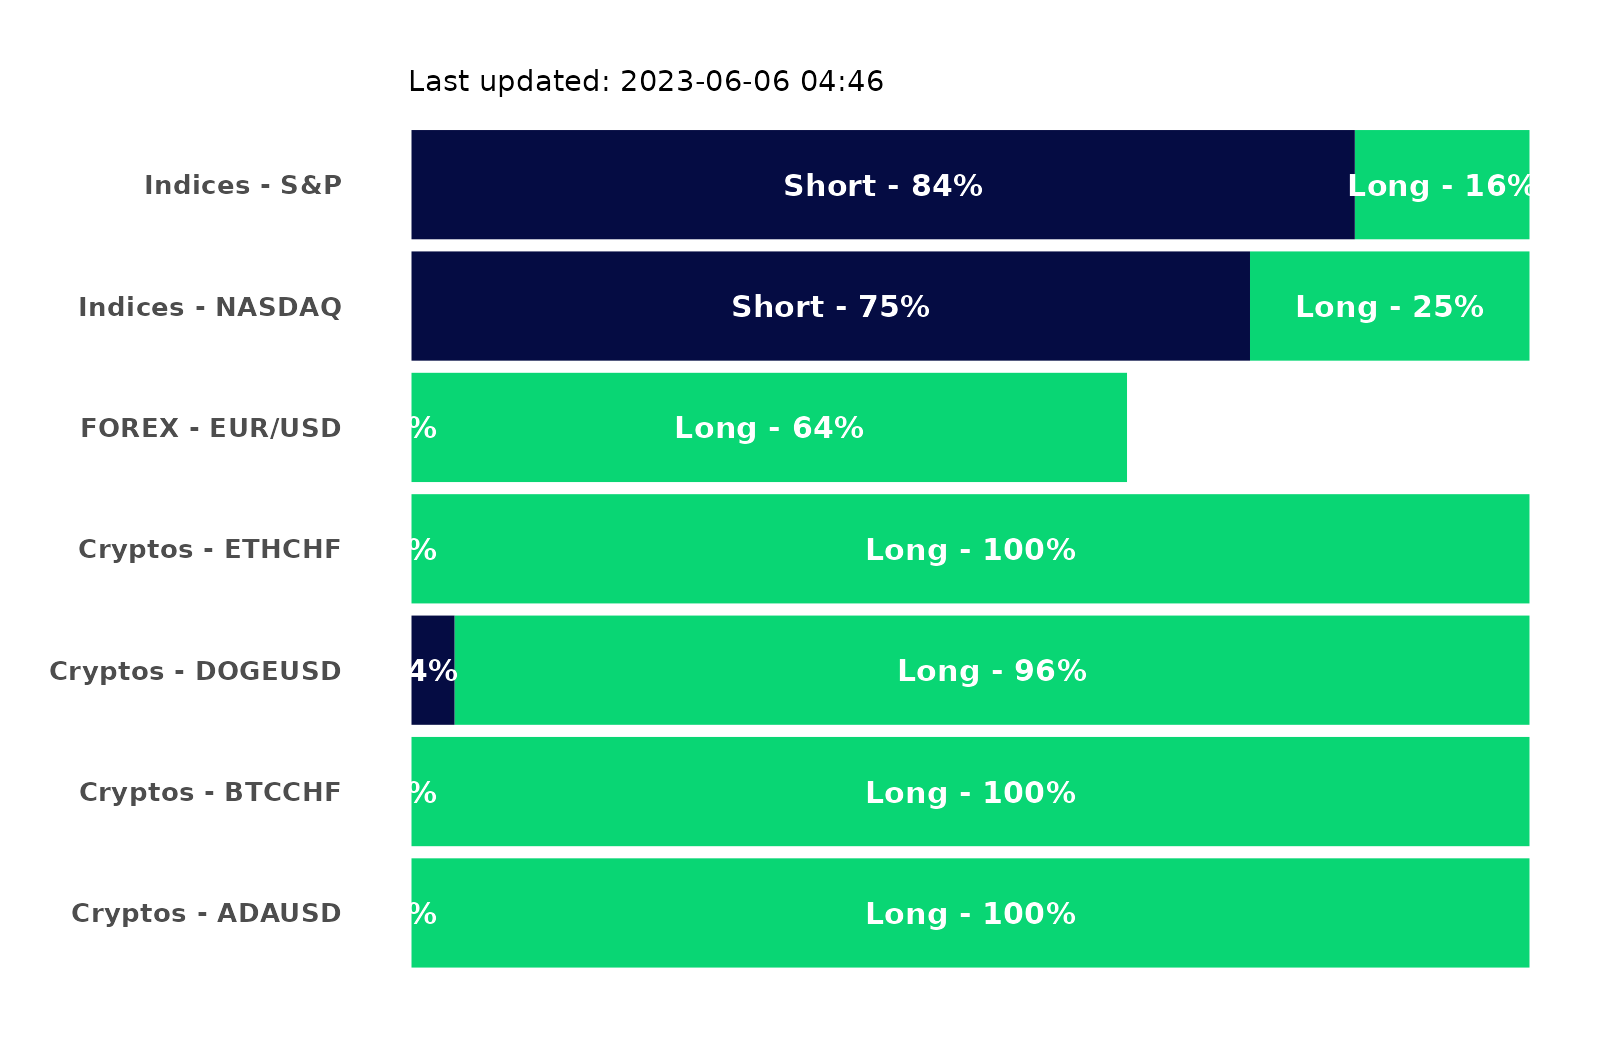 Last updated: 2023-06-06 04:46
Indices - S&P Short - 84% Long - 16%
Indices - NASDAQ Short - 75% Long - 25%
FOREX - EUR/USD % Long - 64%
Cryptos - ETHCHF % Long - 100%
Cryptos - DOGEUSD 4% Long - 96%
Cryptos - BTCCHF % Long - 100%
Cryptos - ADAUSD % Long - 100%